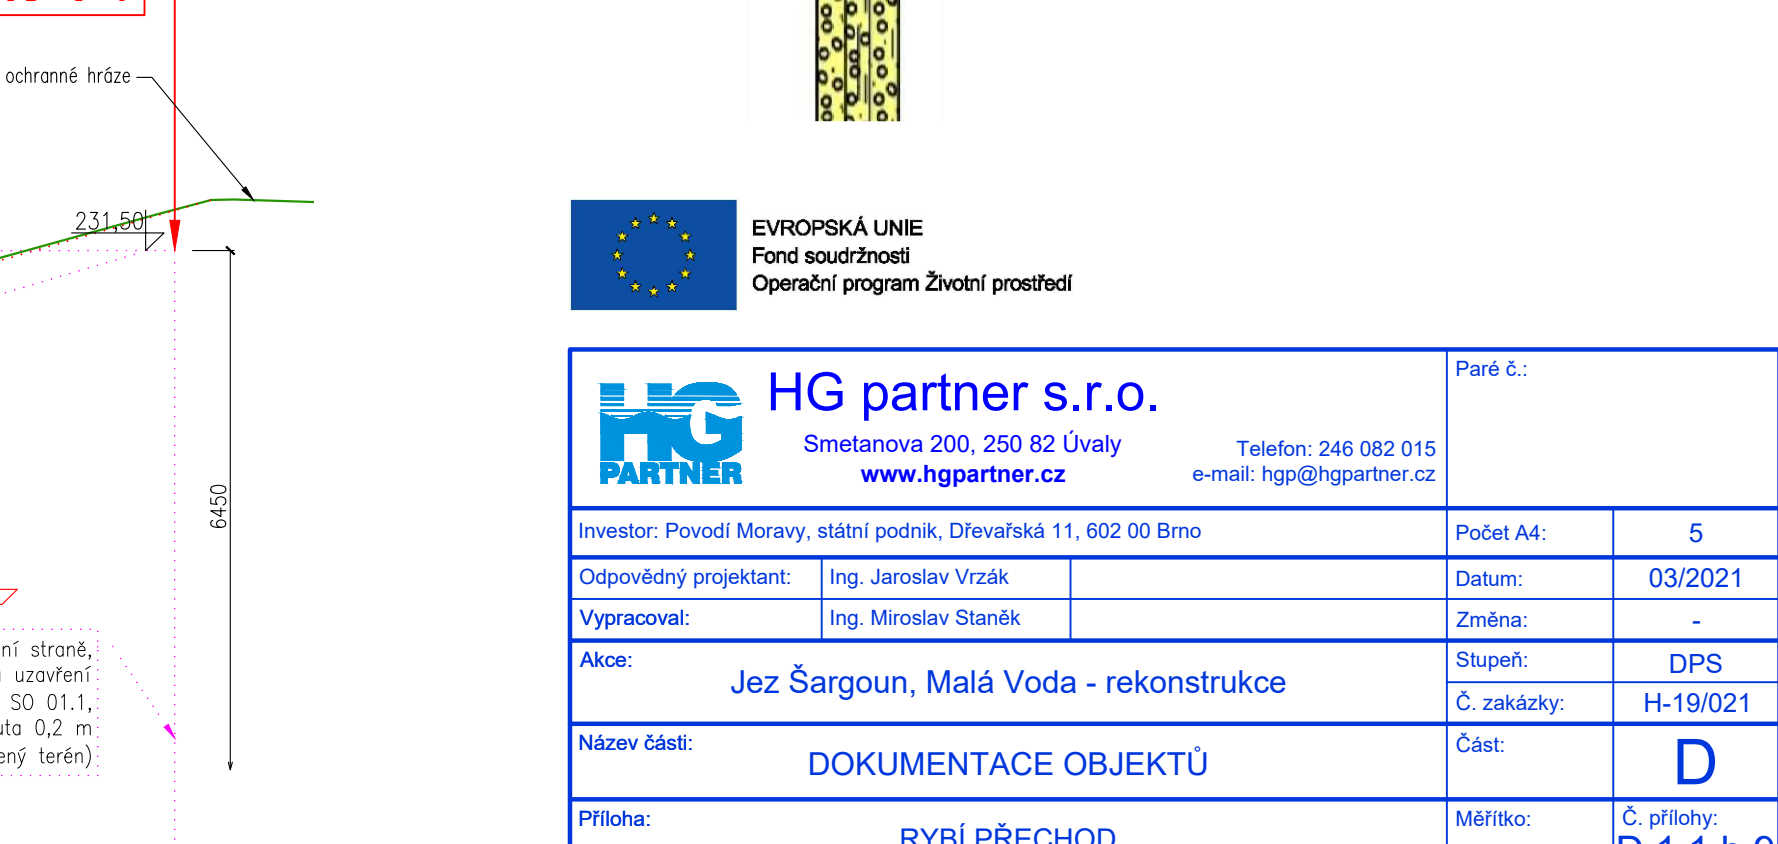 ochranné hráze
231,50
6450
ní straně,
uzavření
SO 01.1,
0,2 m
terén)
EVROPSKÁ UNIE
Fond soudržnosti
Operační program Životní prostředí
HG
PARTNER
HG partner s.r.o.
Smetanova 200, 250 82 Úvaly
www.hgpartner.cz
Telefon: 246 082 015
e-mail: hgp@hgpartner.cz
Paré č.:
Investor: Povodí Moravy, státní podnik, Dřevařská 11, 602 00 Brno
Počet A4: 5
Odpovědný projektant: Ing. Jaroslav Vrzák
Datum: 03/2021
Vypracoval: Ing. Miroslav Staněk
Změna: -
Akce: Jez Šargoun, Malá Voda - rekonstrukce
Stupeň: DPS
Č. zakázky: H-19/021
Název části: DOKUMENTACE OBJEKTŮ
Část: D
Příloha: RYBÍ PŘECHOD
Měřítko:
Č. přílohy: